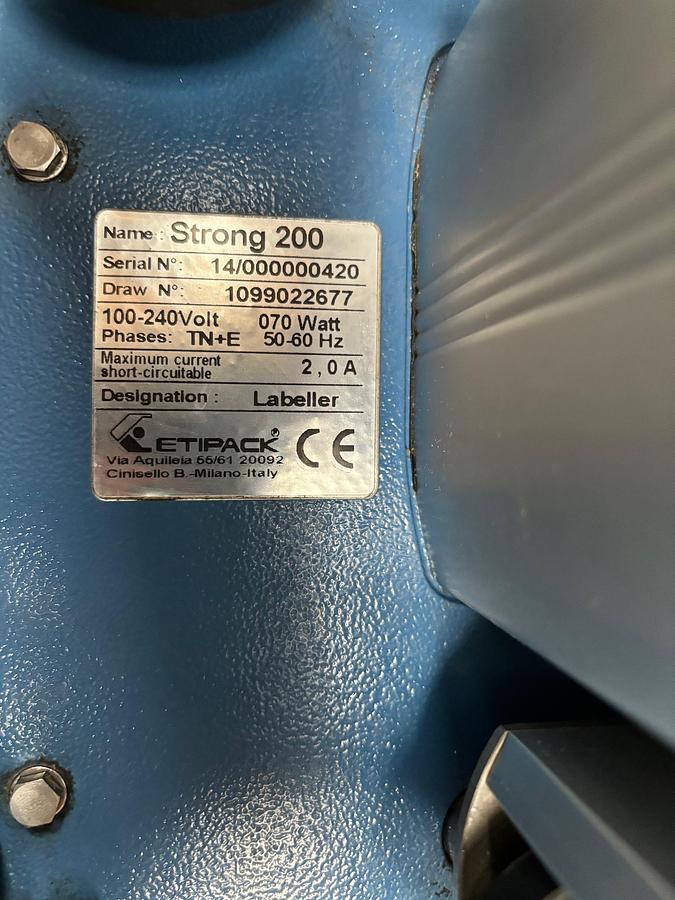 Name : Strong 200
Serial N°: 14/000000420
Draw N°: 1099022677
100-240Volt 070 Watt
Phases: TN+E 50-60 Hz
Maximum current
short-circuitable 2,0 A
Designation : Labeller
ETIPACK CE
Via Aquileia 55/61 20092
Cinisello B.-Milano-Italy